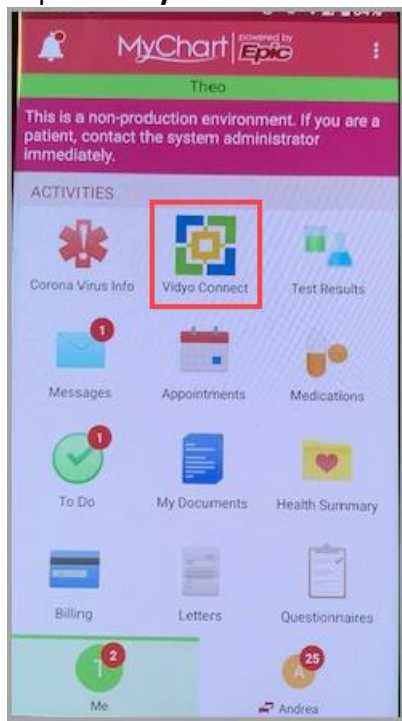 MyChart powered by Epic
Theo
This is a non-production environment. If you are a
patient, contact the system administrator
immediately.
ACTIVITIES
Corona Virus Info
Vidyo Connect
Test Results
1
Messages
Appointments
Medications
1
To Do
My Documents
Health Summary
Billing
Letters
Questionnaires
T
2
Me
A
25
Andrea